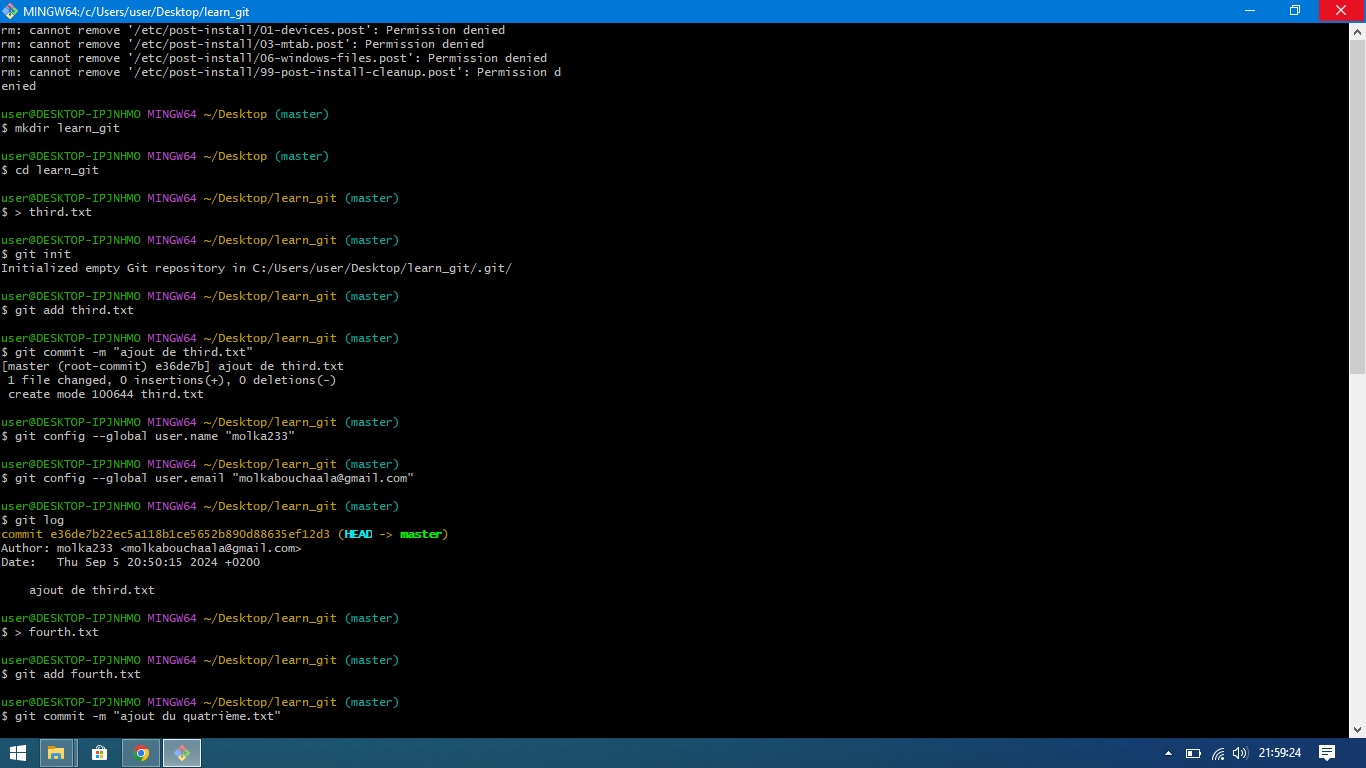 MINGW64:/c/Users/user/Desktop/learn_git
rm: cannot remove '/etc/post-install/01-devices.post': Permission denied
rm: cannot remove '/etc/post-install/03-mtab.post': Permission denied
rm: cannot remove '/etc/post-install/06-windows-files.post': Permission denied
rm: cannot remove '/etc/post-install/99-post-install-cleanup.post': Permission d
enied
user@DESKTOP-IPJNHMO MINGW64 ~/Desktop (master)
$ mkdir learn_git
user@DESKTOP-IPJNHMO MINGW64 ~/Desktop (master)
$ cd learn_git
user@DESKTOP-IPJNHMO MINGW64 ~/Desktop/learn_git (master)
$ > third.txt
user@DESKTOP-IPJNHMO MINGW64 ~/Desktop/learn_git (master)
$ git init
Initialized empty Git repository in C:/Users/user/Desktop/learn_git/.git/
user@DESKTOP-IPJNHMO MINGW64 ~/Desktop/learn_git (master)
$ git add third.txt
user@DESKTOP-IPJNHMO MINGW64 ~/Desktop/learn_git (master)
$ git commit -m "ajout de third.txt"
[master (root-commit) e36de7b] ajout de third.txt
 1 file changed, 0 insertions(+), 0 deletions(-)
 create mode 100644 third.txt
user@DESKTOP-IPJNHMO MINGW64 ~/Desktop/learn_git (master)
$ git config --global user.name "molka233"
user@DESKTOP-IPJNHMO MINGW64 ~/Desktop/learn_git (master)
$ git config --global user.email "molkabouchaala@gmail.com"
user@DESKTOP-IPJNHMO MINGW64 ~/Desktop/learn_git (master)
$ git log
commit e36de7b22ec5a118b1ce5652b890d88635ef12d3 (HEAD -> master)
Author: molka233 <molkabouchaala@gmail.com>
Date:   Thu Sep 5 20:50:15 2024 +0200
    ajout de third.txt
user@DESKTOP-IPJNHMO MINGW64 ~/Desktop/learn_git (master)
$ > fourth.txt
user@DESKTOP-IPJNHMO MINGW64 ~/Desktop/learn_git (master)
$ git add fourth.txt
user@DESKTOP-IPJNHMO MINGW64 ~/Desktop/learn_git (master)
$ git commit -m "ajout du quatrième.txt"
21:59:24